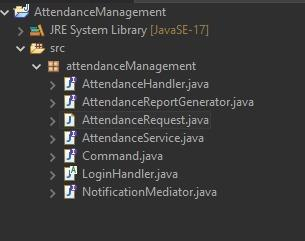 AttendanceManagement
JRE System Library [JavaSE-17]
src
attendanceManagement
AttendanceHandler.java
AttendanceReportGenerator.java
AttendanceRequest.java
AttendanceService.java
Command.java
LoginHandler.java
NotificationMediator.java